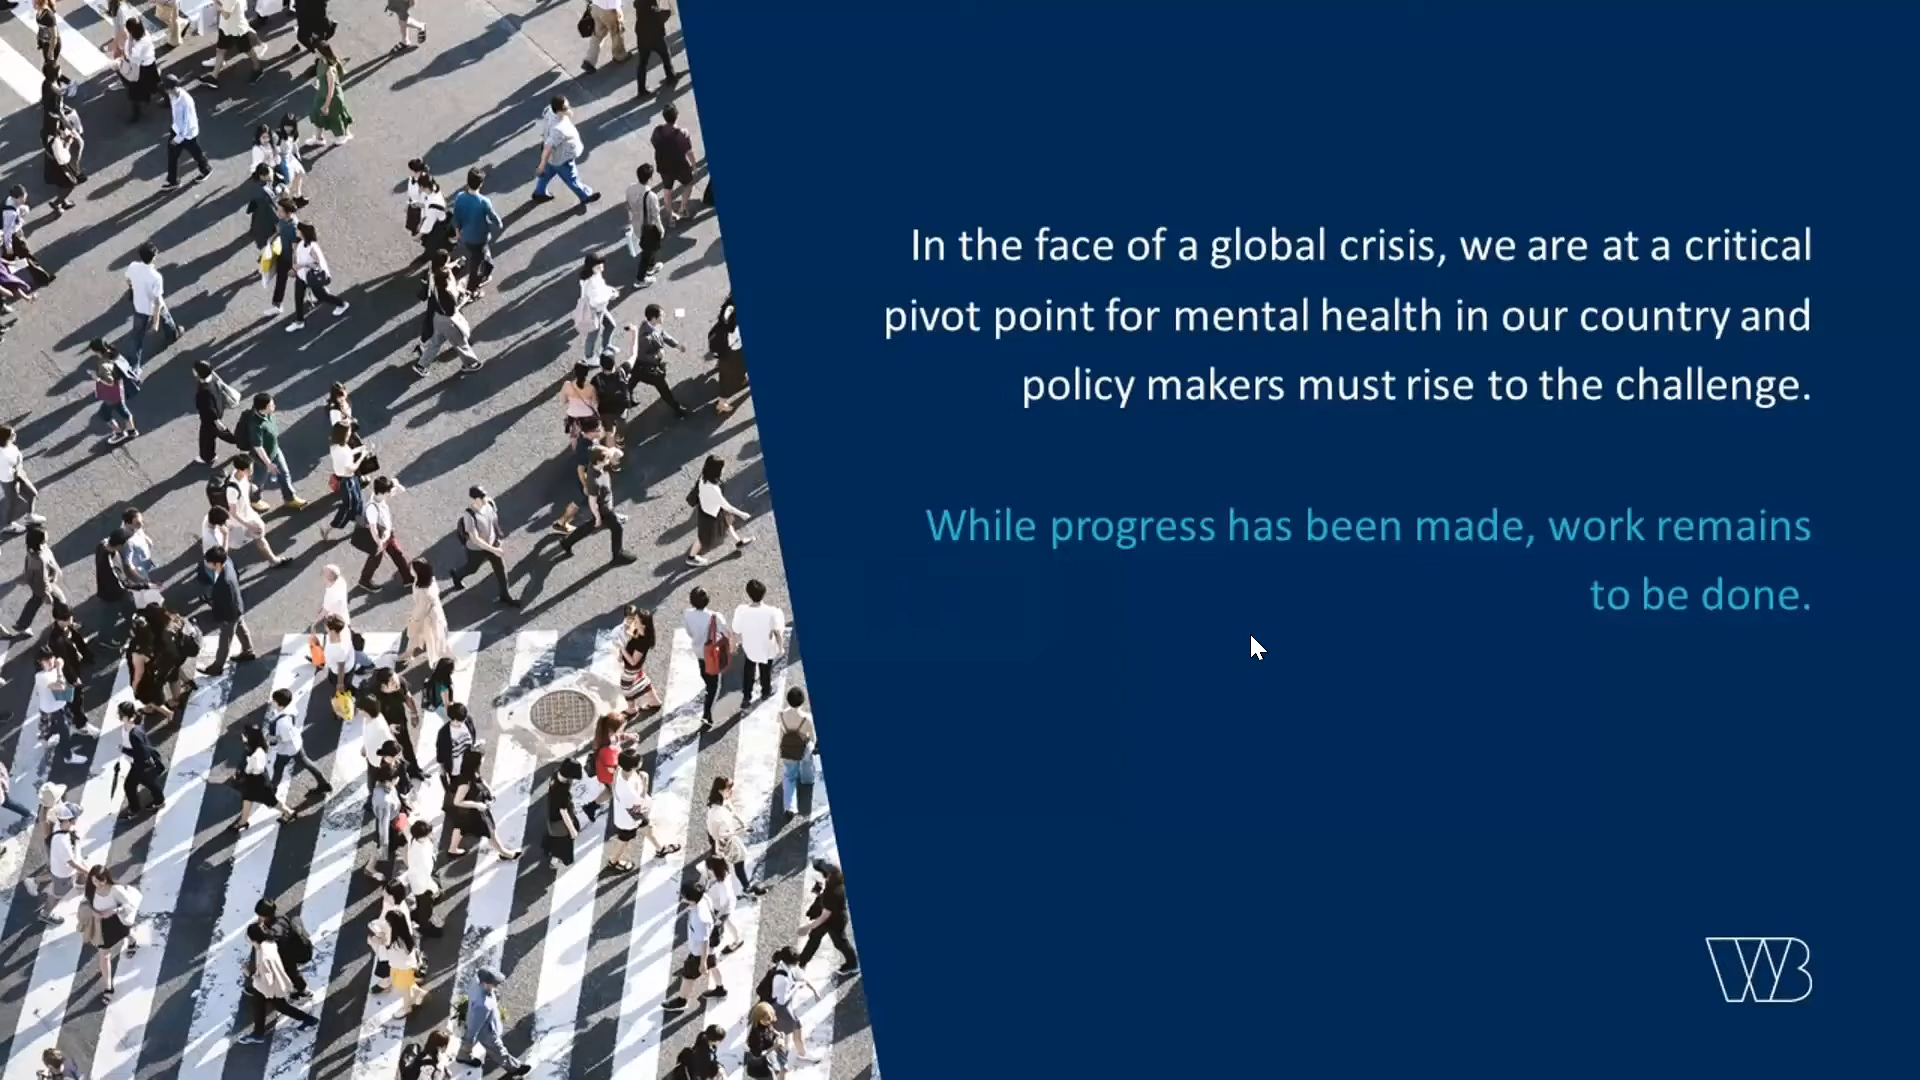 In the face of a global crisis, we are at a critical
pivot point for mental health in our country and
policy makers must rise to the challenge.
While progress has been made, work remains
to be done.
WB